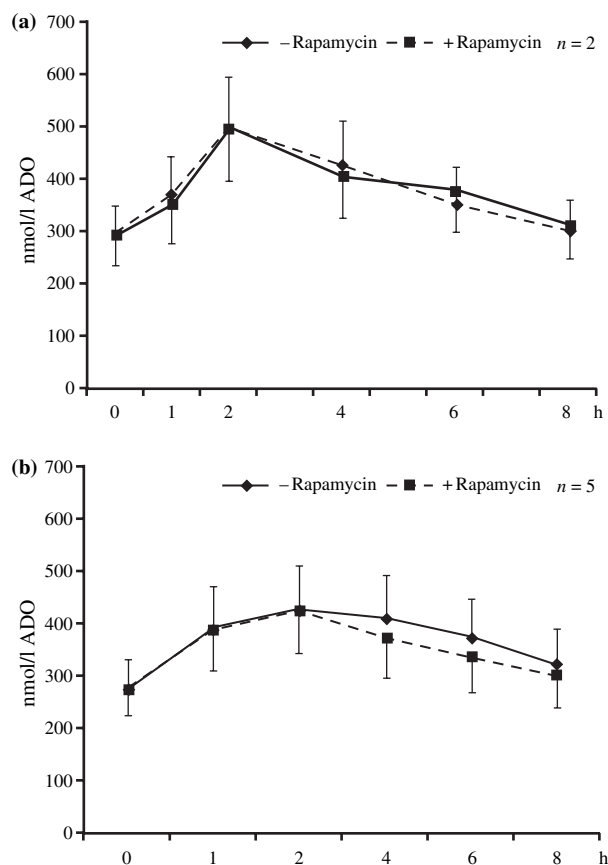 (a)
– Rapamycin + Rapamycin n = 2
nmol/l ADO
700
600
500
400
300
200
100
0
0 1 2 4 6 8 h
(b)
– Rapamycin + Rapamycin n = 5
nmol/l ADO
700
600
500
400
300
200
100
0
0 1 2 4 6 8 h